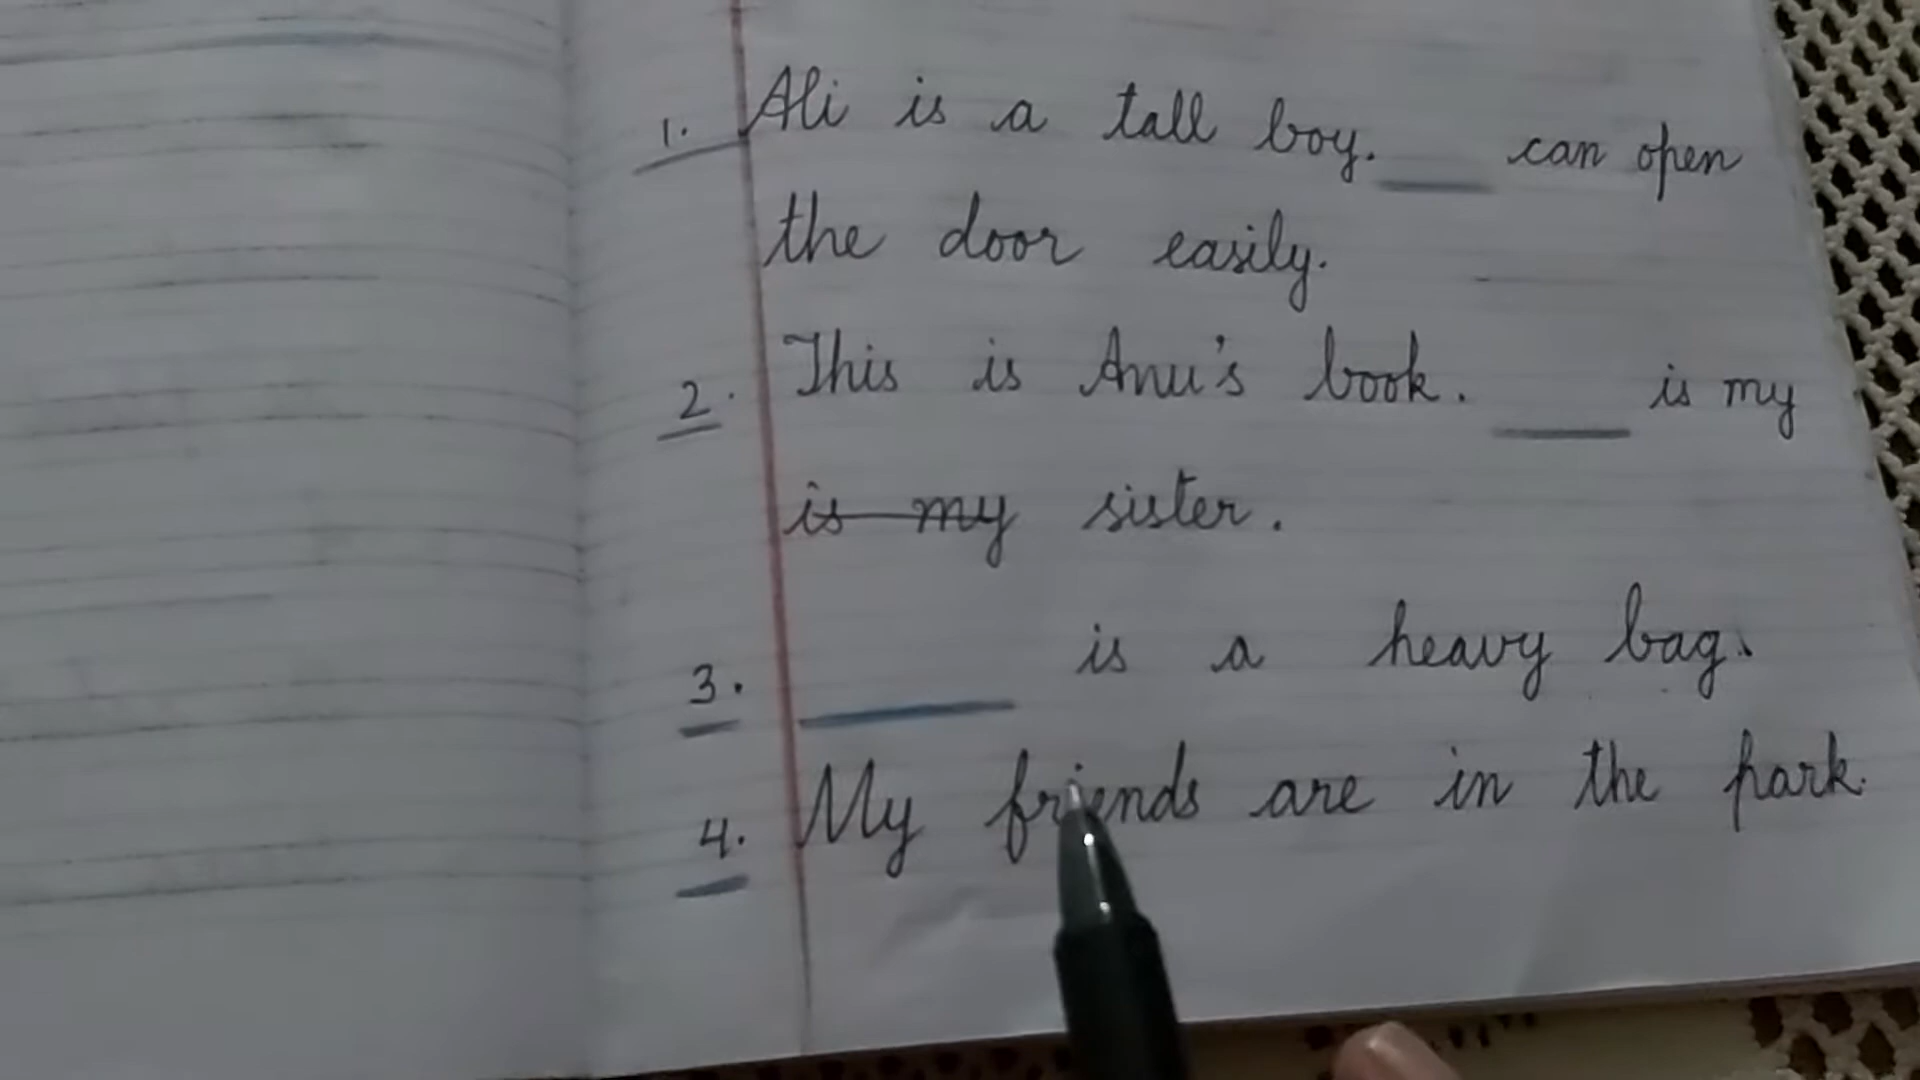 1. Ali is a tall boy. ___ can open
the door easily.
2. This is Anu's book. ___ is my
is my sister.
3. ___ is a heavy bag.
4. My friends are in the park.